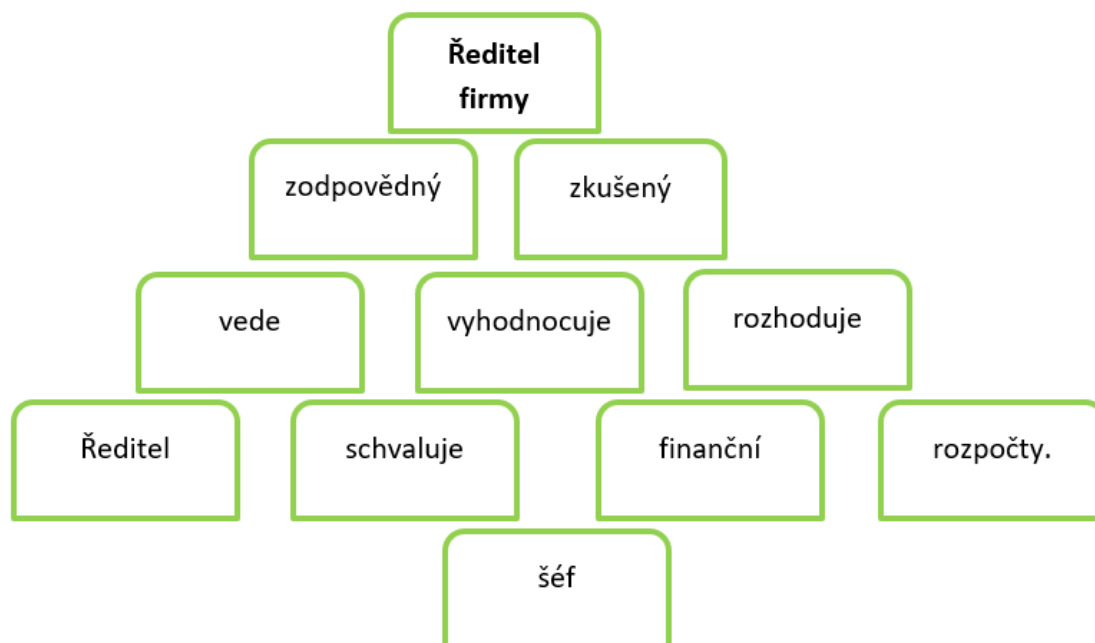 Ředitel
firmy
zodpovědný zkušený
vede vyhodnocuje rozhoduje
Ředitel schvaluje finanční rozpočty.
šéf